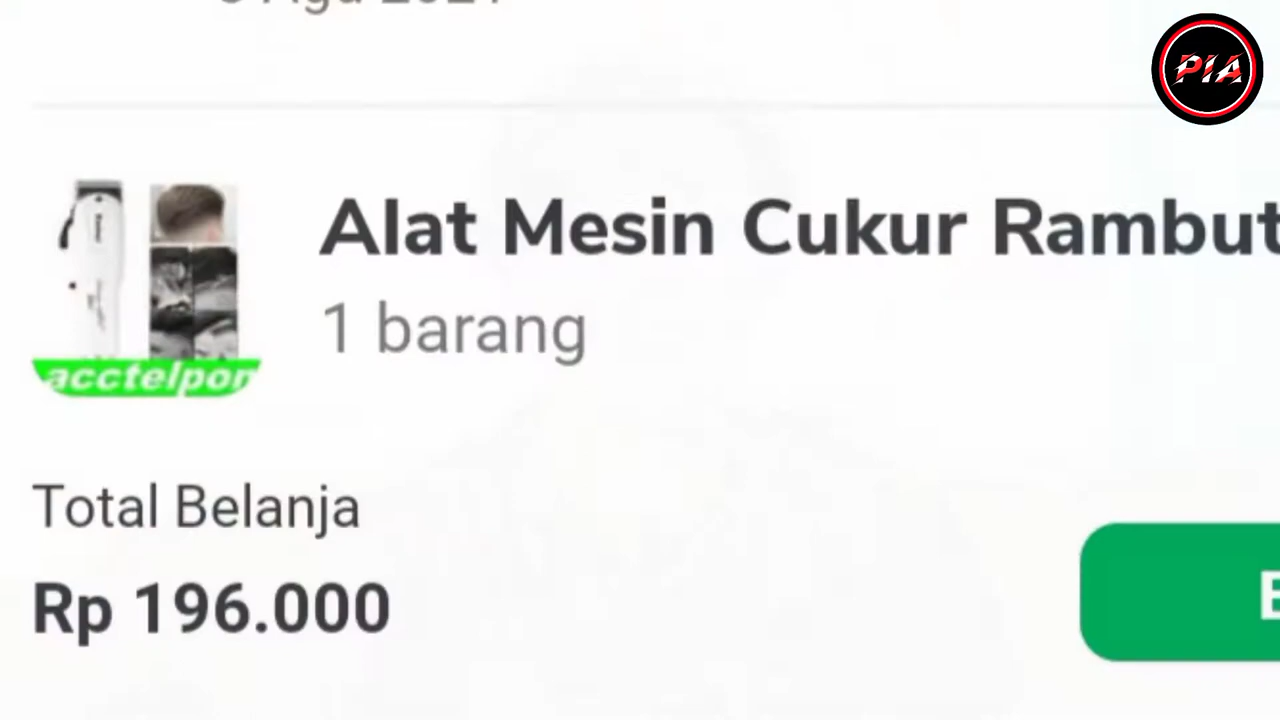 PIA
Alat Mesin Cukur Rambut
1 barang
acctelpon
Total Belanja
Rp 196.000